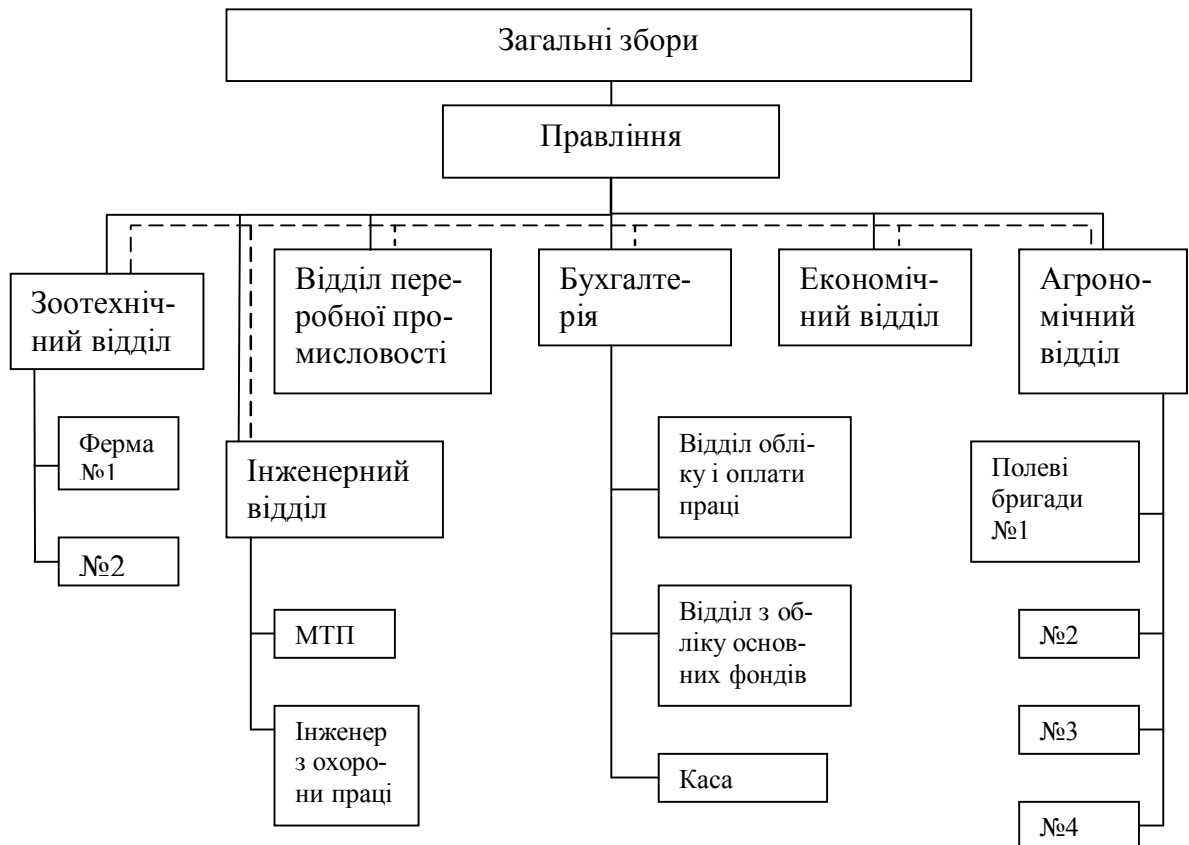 Загальні збори
Правління
Зоотехніч-
ний відділ
Відділ пере-
робної про-
мисловості
Бухгалте-
рія
Економіч-
ний відділ
Агроно-
мічний
відділ
Ферма
№1
№2
Інженерний
відділ
МТП
Інженер
з охоро-
ни праці
Відділ облі-
ку і оплати
праці
Відділ з об-
ліку основ-
них фондів
Каса
Полеві
бригади
№1
№2
№3
№4